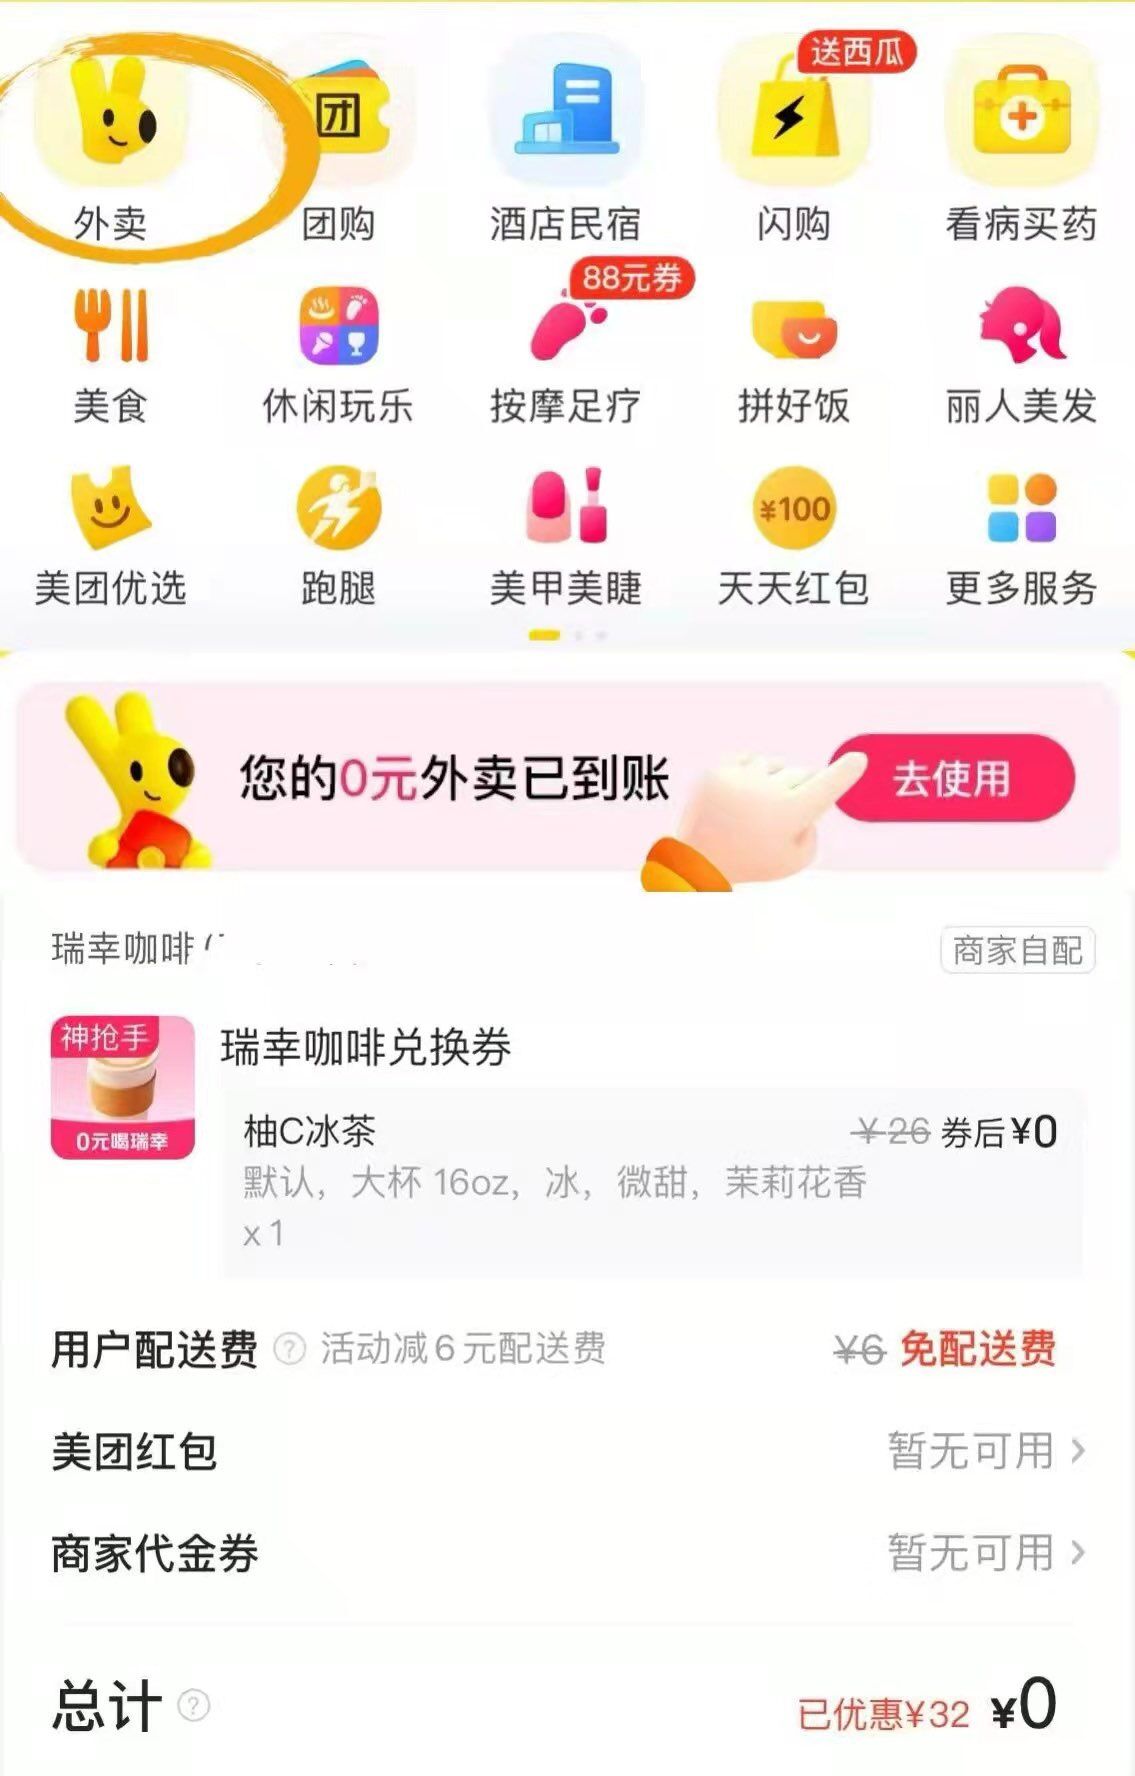 送西瓜
团
外卖 团购 酒店民宿 闪购 看病买药
88元券
美食 休闲玩乐 按摩足疗 拼好饭 丽人美发
¥100
美团优选 跑腿 美甲美睫 天天红包 更多服务
您的0元外卖已到账 去使用
瑞幸咖啡 商家自配
神抢手
0元喝瑞幸
瑞幸咖啡兑换券
柚C冰茶 ¥26 券后¥0
默认，大杯 16oz，冰，微甜，茉莉花香
x1
用户配送费 ? 活动减6元配送费 ¥6 免配送费
美团红包 暂无可用 >
商家代金券 暂无可用 >
总计 ? 已优惠¥32 ¥0